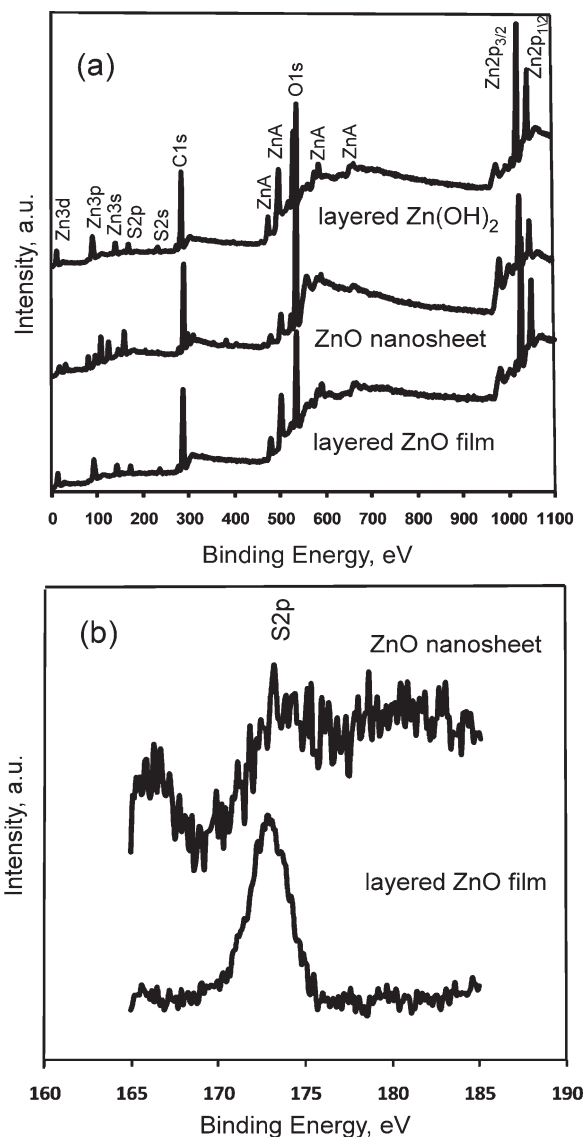 (a)
Intensity, a.u.
Zn3d
Zn3p
Zn3s
S2p
S2s
C1s
ZnA
ZnA
O1s
ZnA
ZnA
Zn2p3/2
Zn2p1\2
layered Zn(OH)2
ZnO nanosheet
layered ZnO film
0 100 200 300 400 500 600 700 800 900 1000 1100
Binding Energy, eV
(b)
Intensity, a.u.
S2p
ZnO nanosheet
layered ZnO film
160 165 170 175 180 185 190
Binding Energy, eV